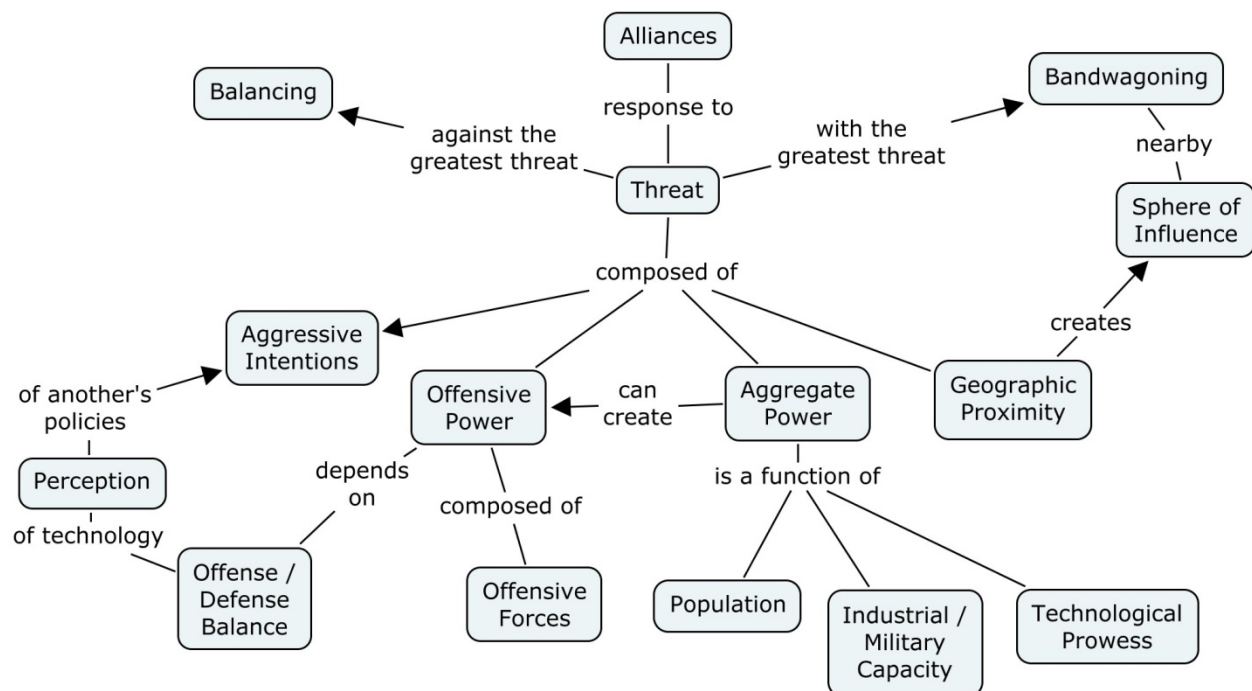 Alliances
Balancing
Bandwagoning
response to
against the
greatest threat
with the
greatest threat
nearby
Threat
Sphere of
Influence
composed of
creates
Aggressive
Intentions
of another's
policies
Offensive
Power
can
create
Aggregate
Power
Geographic
Proximity
Perception
depends
on
composed of
is a function of
of technology
Offense /
Defense
Balance
Offensive
Forces
Population
Industrial /
Military
Capacity
Technological
Prowess